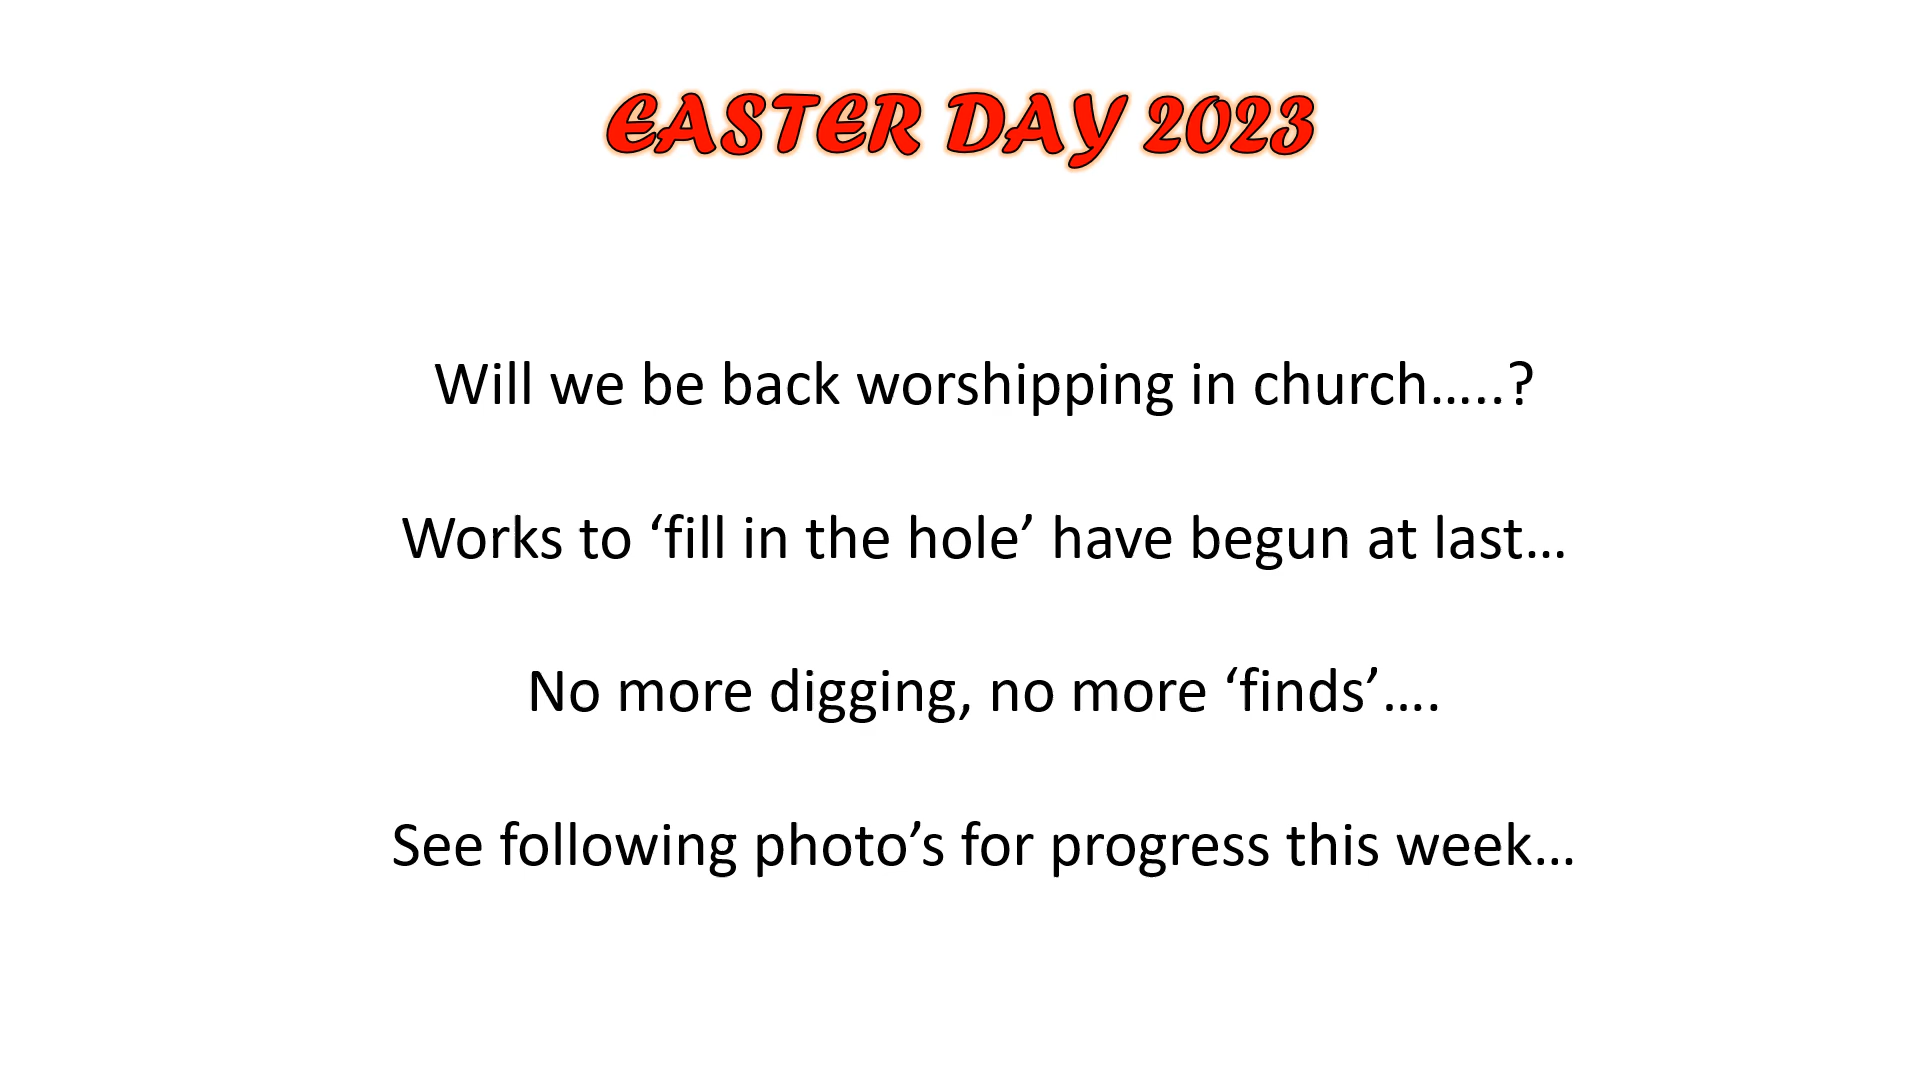 EASTER DAY 2023
Will we be back worshipping in church…..?
Works to ‘fill in the hole’ have begun at last…
No more digging, no more ‘finds’….
See following photo’s for progress this week…